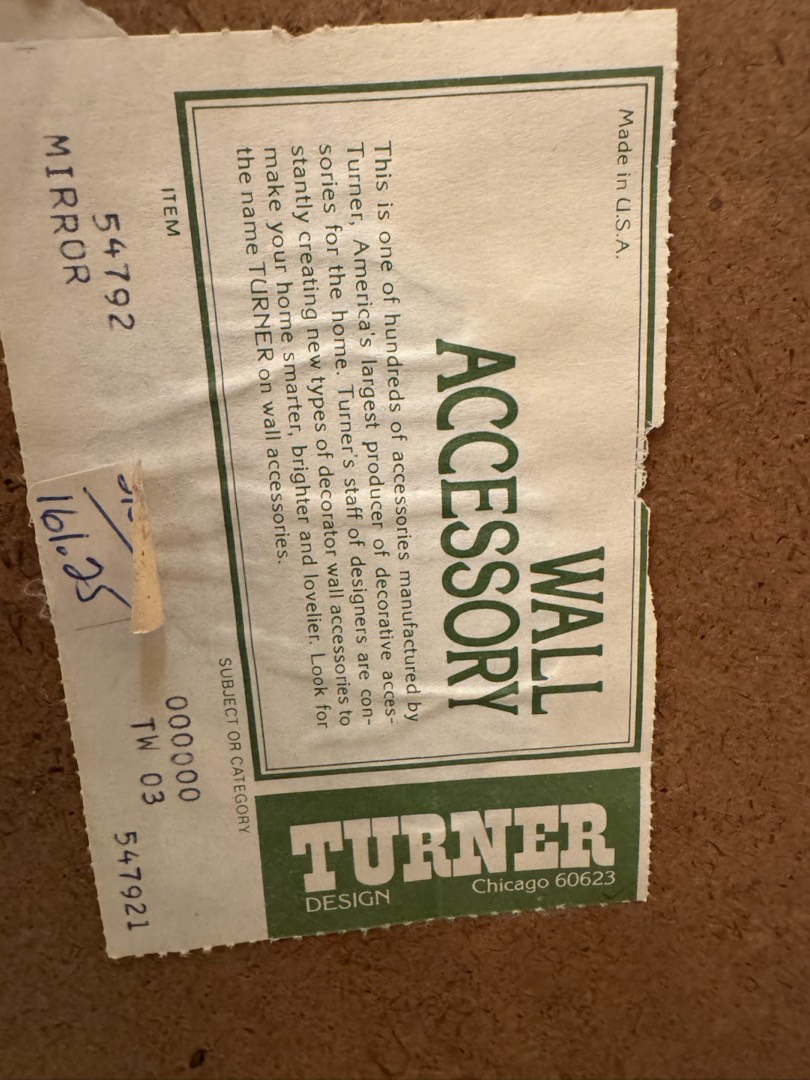 Made in U.S.A.
WALL
ACCESSORY
This is one of hundreds of accessories manufactured by
Turner, America's largest producer of decorative acces-
sories for the home. Turner's staff of designers are con-
stantly creating new types of decorator wall accessories to
make your home smarter, brighter and lovelier. Look for
the name TURNER on wall accessories.
TURNER
DESIGN
Chicago 60623
ITEM
SUBJECT OR CATEGORY
54792
000000
MIRROR
TW 03
547921
161.25